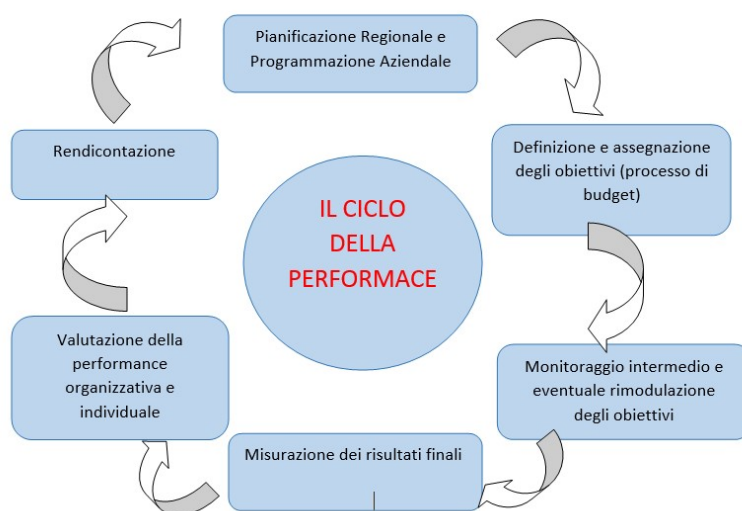 Pianificazione Regionale e
Programmazione Aziendale
Rendicontazione
Definizione e assegnazione
degli obiettivi (processo di
budget)
IL CICLO
DELLA
PERFORMACE
Valutazione della
performance
organizzativa e
individuale
Monitoraggio intermedio e
eventuale rimodulazione
degli obiettivi
Misurazione dei risultati finali